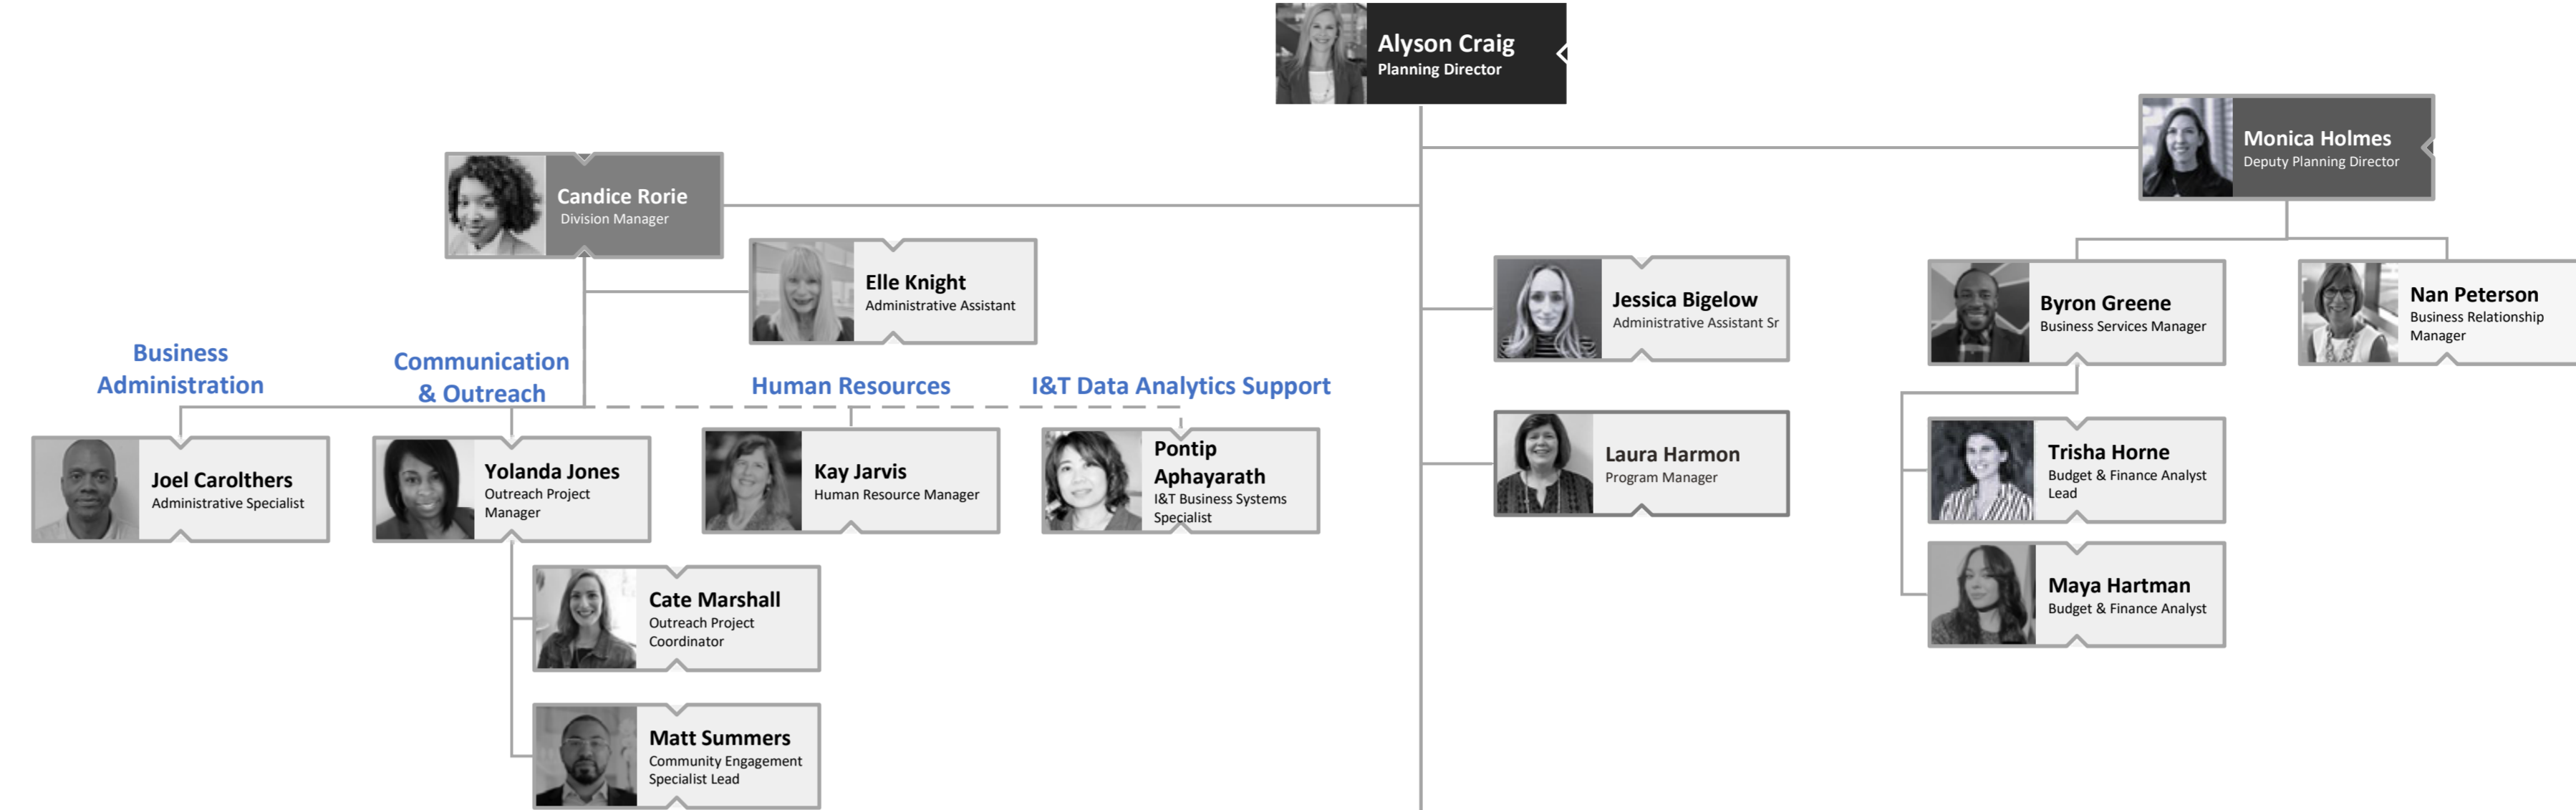 Alyson Craig
Planning Director
Monica Holmes
Deputy Planning Director
Candice Rorie
Division Manager
Elle Knight
Administrative Assistant
Jessica Bigelow
Administrative Assistant Sr
Byron Greene
Business Services Manager
Nan Peterson
Business Relationship
Manager
Business
Administration
Communication
& Outreach
Human Resources
I&T Data Analytics Support
Joel Carolthers
Administrative Specialist
Yolanda Jones
Outreach Project
Manager
Kay Jarvis
Human Resource Manager
Pontip
Aphayarath
I&T Business Systems
Specialist
Laura Harmon
Program Manager
Trisha Horne
Budget & Finance Analyst
Lead
Cate Marshall
Outreach Project
Coordinator
Maya Hartman
Budget & Finance Analyst
Matt Summers
Community Engagement
Specialist Lead